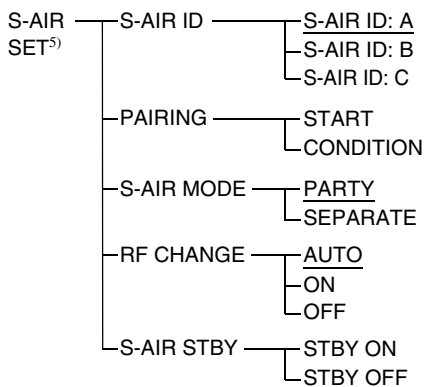 S-AIR SET5)
S-AIR ID
S-AIR ID: A
S-AIR ID: B
S-AIR ID: C
PAIRING
START
CONDITION
S-AIR MODE
PARTY
SEPARATE
RF CHANGE
AUTO
ON
OFF
S-AIR STBY
STBY ON
STBY OFF